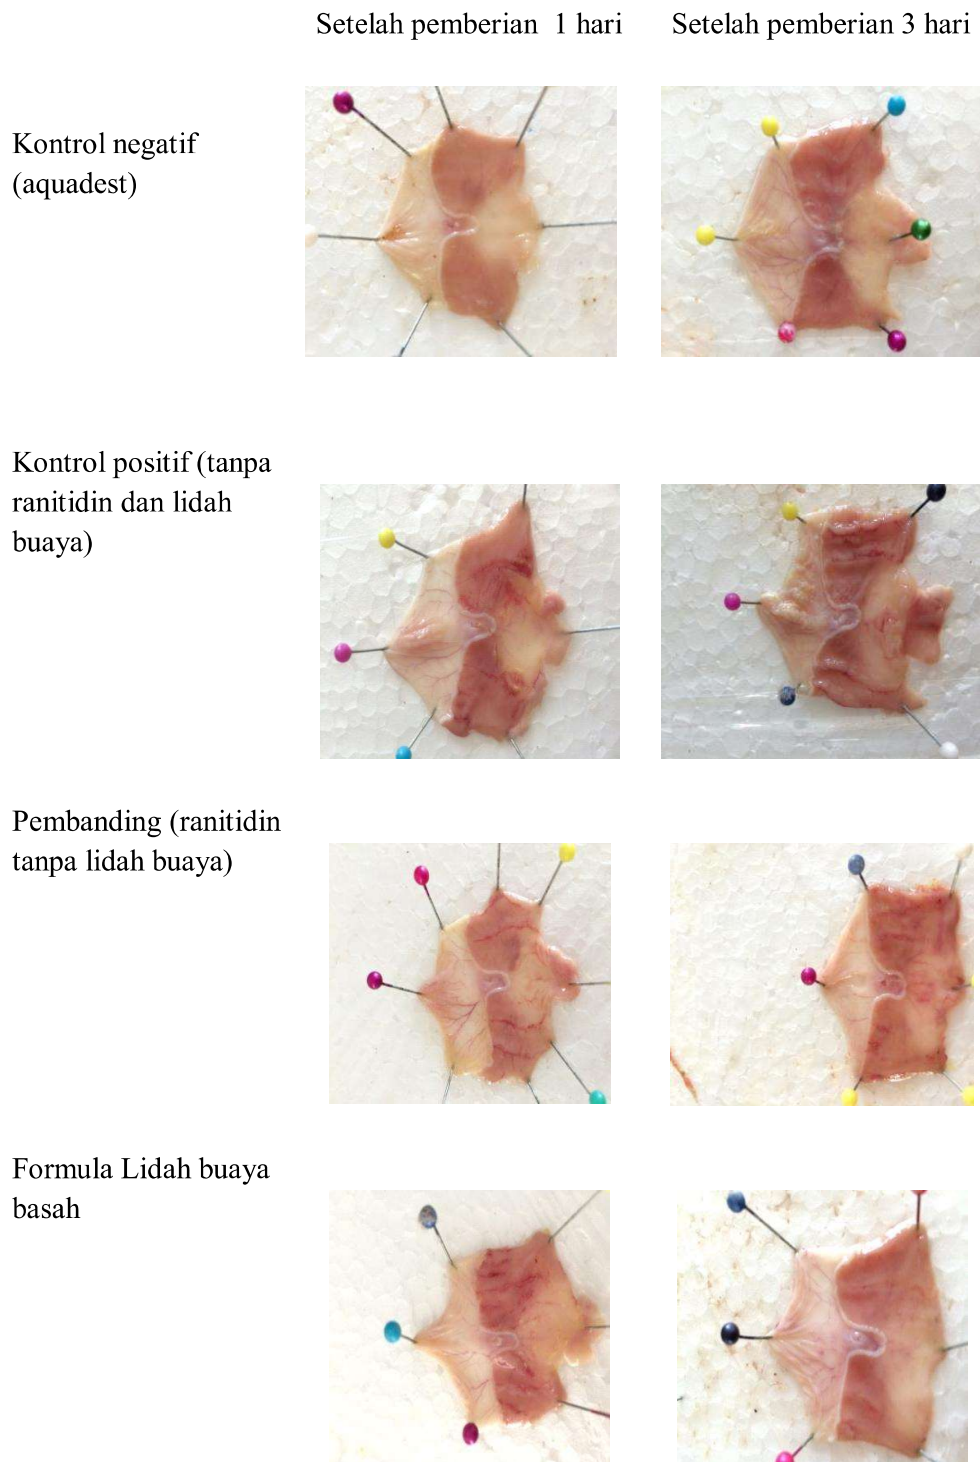 Setelah pemberian 1 hari
Setelah pemberian 3 hari
Kontrol negatif
(aquadest)
Kontrol positif (tanpa
ranitidin dan lidah
buaya)
Pembanding (ranitidin
tanpa lidah buaya)
Formula Lidah buaya
basah